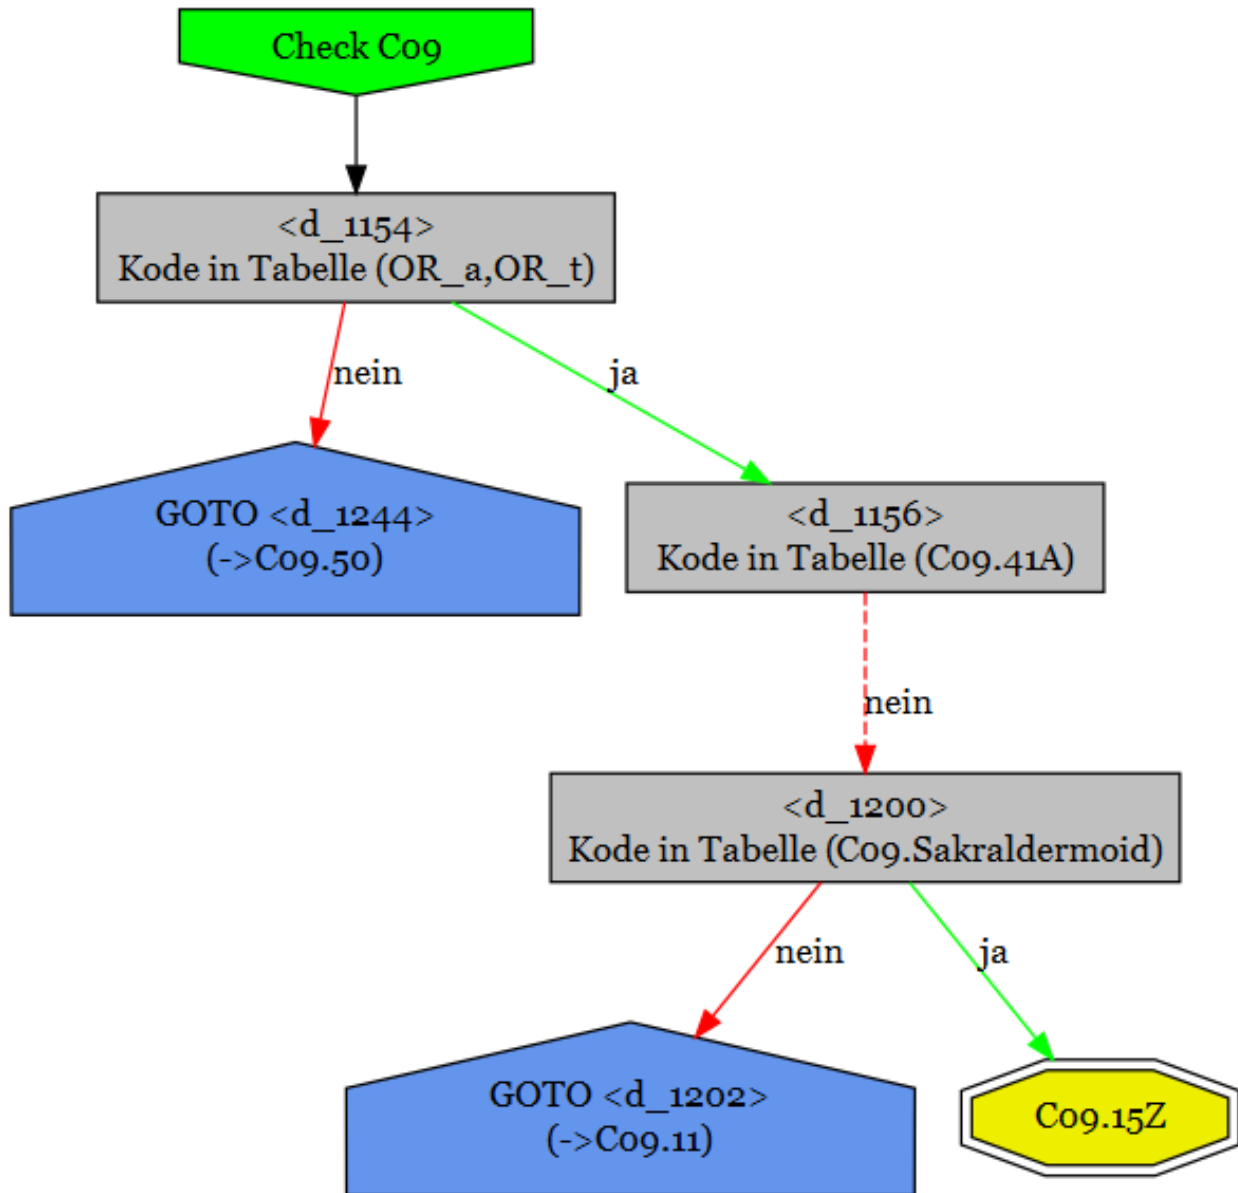 Check C09
<d_1154>
Kode in Tabelle (OR_a,OR_t)
nein
ja
GOTO <d_1244>
(->C09.50)
<d_1156>
Kode in Tabelle (C09.41A)
nein
<d_1200>
Kode in Tabelle (C09.Sakraldermoid)
nein
ja
GOTO <d_1202>
(->C09.11)
C09.15Z